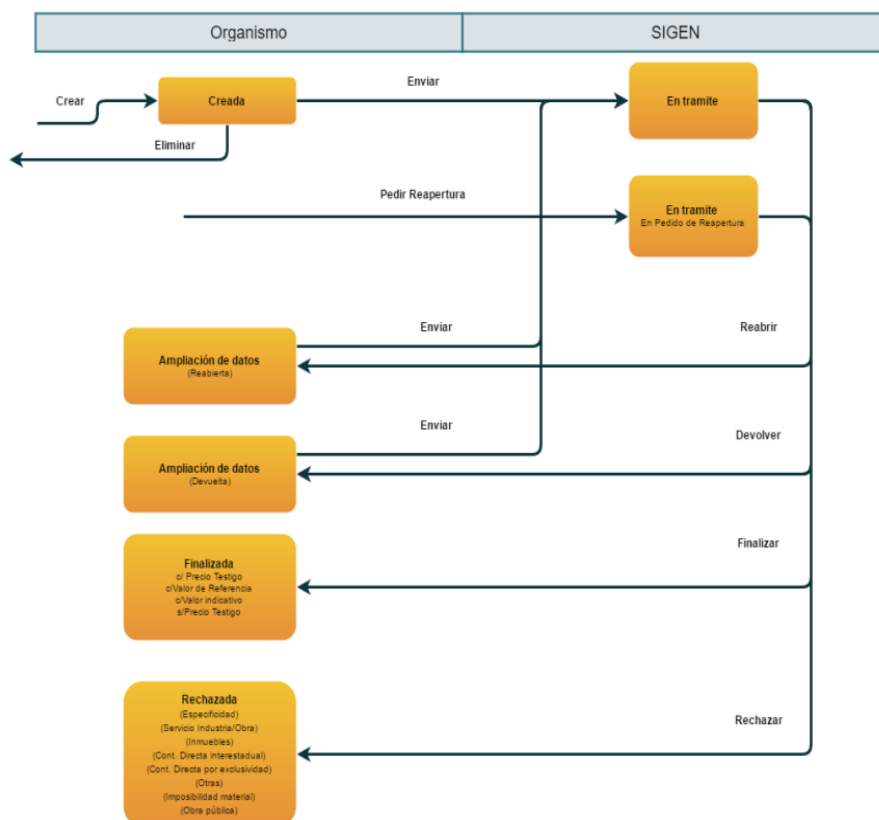 Organismo
SIGEN
Crear
Creada
Enviar
En tramite
Eliminar
Pedir Reapertura
En tramite
En Pedido de Reapertura
Enviar
Reabrir
Ampliación de datos
(Reabierta)
Enviar
Devolver
Ampliación de datos
(Devuelta)
Finalizar
Finalizada
c/ Precio Testigo
c/Valor de Referencia
c/Valor indicativo
s/Precio Testigo
Rechazar
Rechazada
(Especificidad)
(Servicio Industria/Obra)
(Inmuebles)
(Cont. Directa interestadual)
(Cont. Directa por exclusividad)
(Otras)
(Imposibilidad material)
(Obra pública)